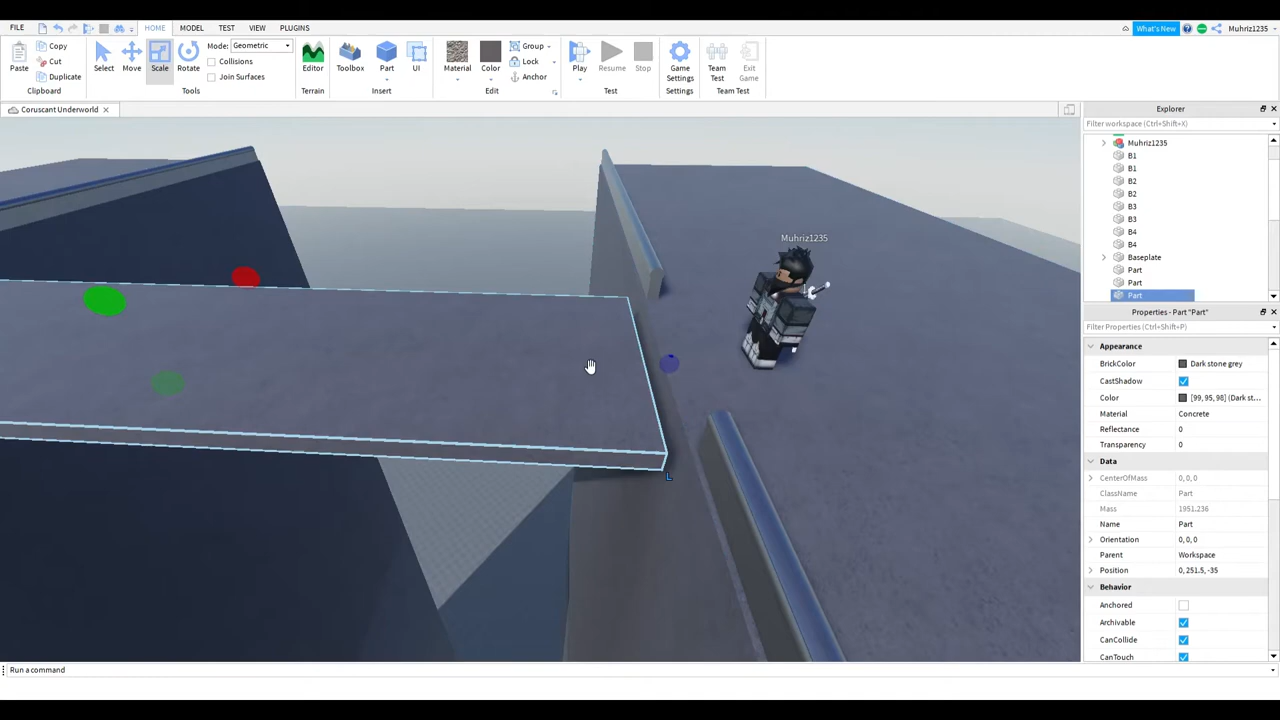 FILE HOME MODEL TEST VIEW PLUGINS What's New Muhriz1235
Paste Copy Cut Duplicate Clipboard
Select Move Scale Rotate Mode: Geometric Collisions Join Surfaces Tools
Editor Terrain
Toolbox Part UI Insert
Material Color Group Lock Anchor Edit
Play Resume Stop Test
Game Settings Settings
Team Test Exit Game Team Test
Coruscant Underworld
Muhriz1235
Explorer
Filter workspace (Ctrl+Shift+X)
Muhriz1235
B1
B1
B2
B2
B3
B3
B4
B4
Baseplate
Part
Part
Part
Properties - Part "Part"
Filter Properties (Ctrl+Shift+P)
Appearance
BrickColor Dark stone grey
CastShadow
Color [99, 95, 98] (Dark st...
Material Concrete
Reflectance 0
Transparency 0
Data
CenterOfMass 0, 0, 0
ClassName Part
Mass 1951.236
Name Part
Orientation 0, 0, 0
Parent Workspace
Position 0, 251.5, -35
Behavior
Anchored
Archivable
CanCollide
CanTouch
L
Run a command